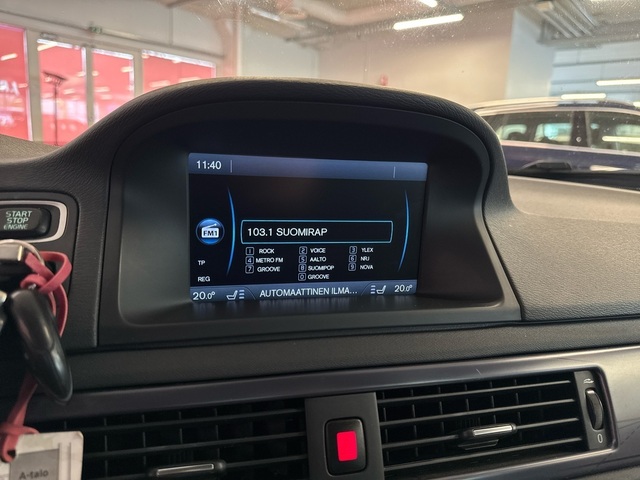 11:40
START
STOP
ENGINE
FM1
103.1 SUOMIRAP
1 ROCK 2 VOICE 3 YLEX
4 METRO FM 5 AALTO 6 NRJ
7 GROOVE 8 SUOMIPOP 9 NOVA
0 GROOVE
TP
REG
20.0° AUTOMAATTINEN ILMA... 20.0°
0
A-talo